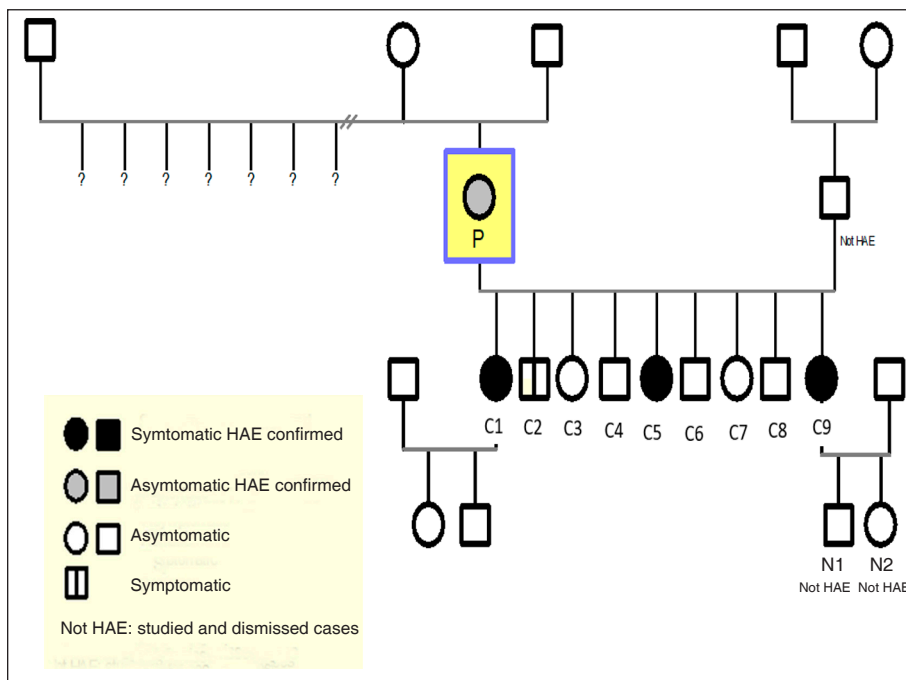 ? ? ? ? ? ? ?
P
Not HAE
C1 C2 C3 C4 C5 C6 C7 C8 C9
Symtomatic HAE confirmed
Asymtomatic HAE confirmed
Asymtomatic
Symptomatic
Not HAE: studied and dismissed cases
N1 N2
Not HAE Not HAE